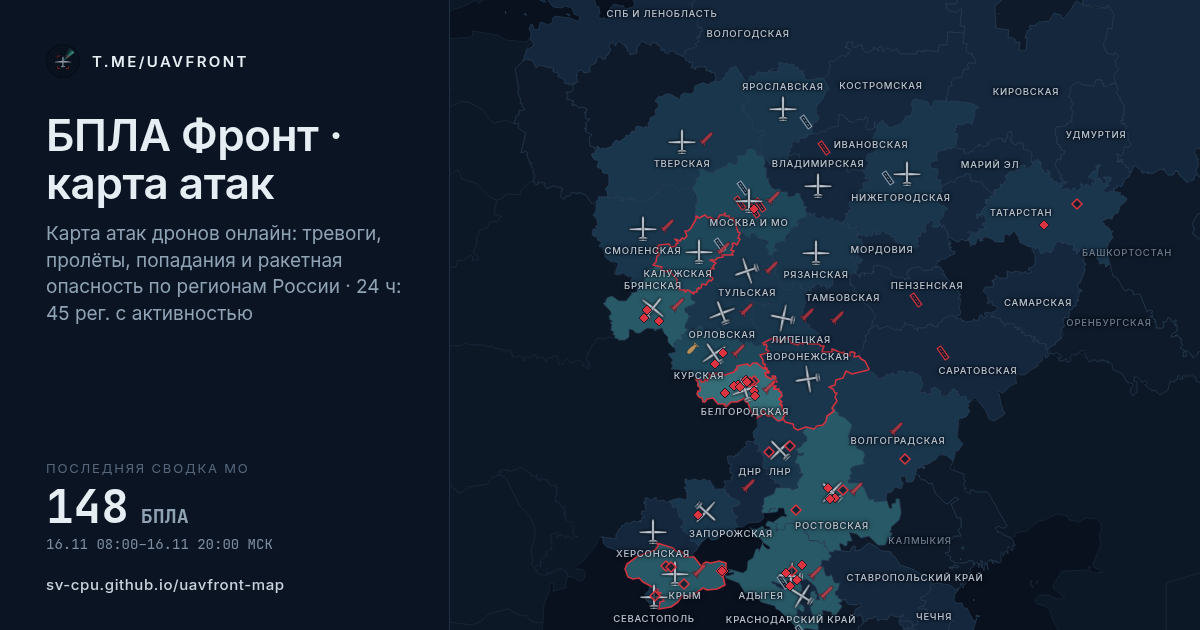 T.ME/UAVFRONT
БПЛА Фронт ·
карта атак
Карта атак дронов онлайн: тревоги,
пролёты, попадания и ракетная
опасность по регионам России · 24 ч:
45 рег. с активностью
ПОСЛЕДНЯЯ СВОДКА МО
148 БПЛА
16.11 08:00–16.11 20:00 МСК
sv-cpu.github.io/uavfront-map
СПБ И ЛЕНОБЛАСТЬ
ВОЛОГОДСКАЯ
ЯРОСЛАВСКАЯ
КОСТРОМСКАЯ
КИРОВСКАЯ
УДМУРТИЯ
ИВАНОВСКАЯ
ТВЕРСКАЯ
ВЛАДИМИРСКАЯ
МАРИЙ ЭЛ
НИЖЕГОРОДСКАЯ
ТАТАРСТАН
МОСКВА И МО
СМОЛЕНСКАЯ
МОРДОВИЯ
БАШКОРТОСТАН
КАЛУЖСКАЯ
РЯЗАНСКАЯ
БРЯНСКАЯ
ПЕНЗЕНСКАЯ
ТУЛЬСКАЯ
ТАМБОВСКАЯ
САМАРСКАЯ
ОРЕНБУРГСКАЯ
ОРЛОВСКАЯ
ЛИПЕЦКАЯ
ВОРОНЕЖСКАЯ
САРАТОВСКАЯ
КУРСКАЯ
БЕЛГОРОДСКАЯ
ВОЛГОГРАДСКАЯ
ДНР
ЛНР
РОСТОВСКАЯ
ЗАПОРОЖСКАЯ
КАЛМЫКИЯ
ХЕРСОНСКАЯ
СТАВРОПОЛЬСКИЙ КРАЙ
КРЫМ
АДЫГЕЯ
СЕВАСТОПОЛЬ
КРАСНОДАРСКИЙ КРАЙ
ЧЕЧНЯ